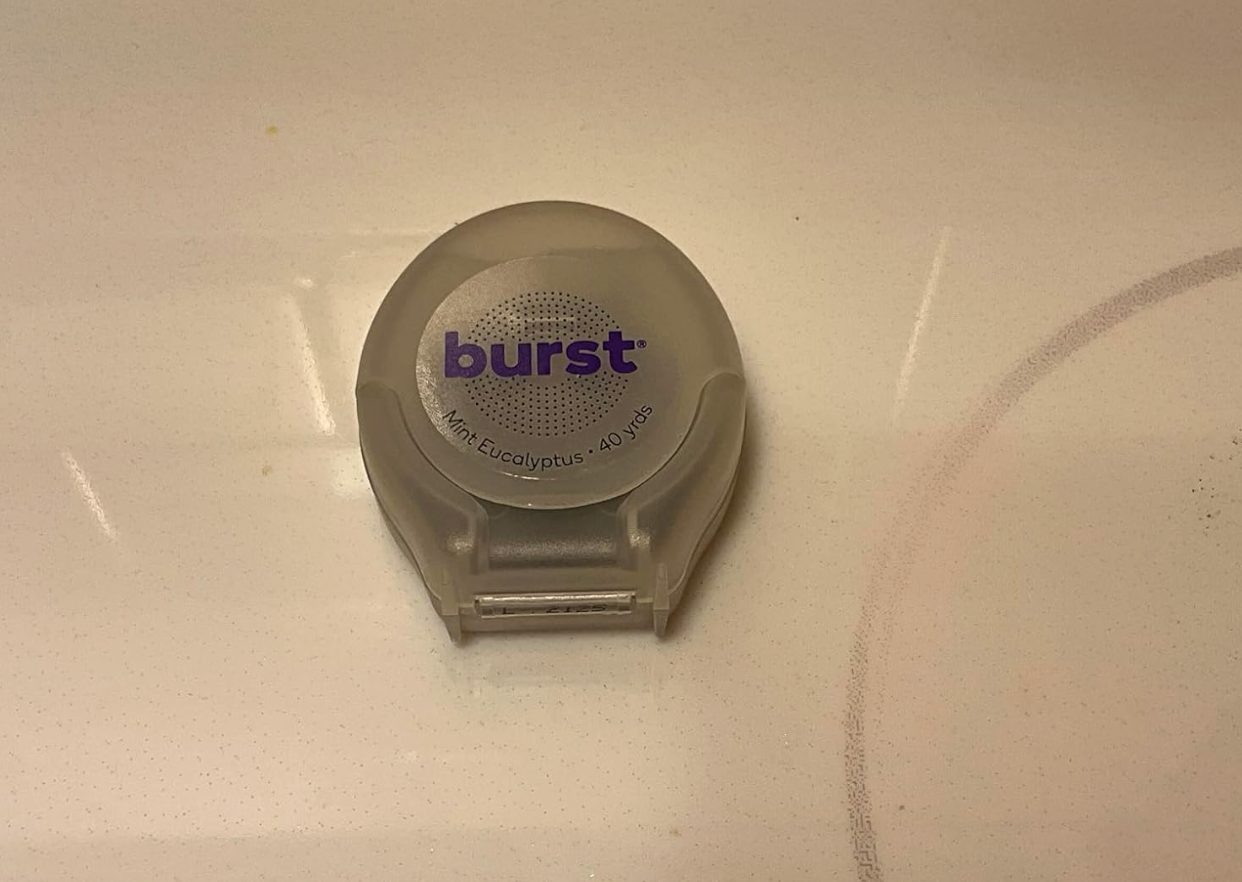 burst®
Mint Eucalyptus • 40 yrds